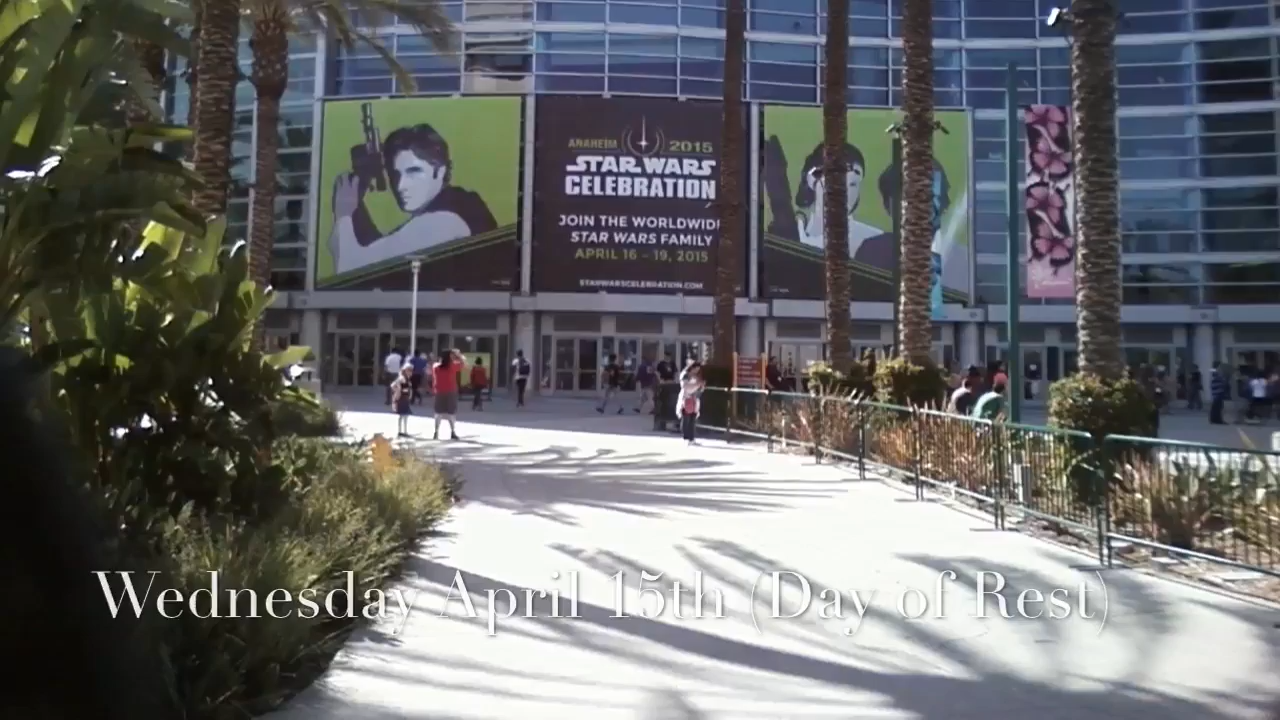 ANAHEIM 2015
STAR WARS
CELEBRATION
JOIN THE WORLDWIDE
STAR WARS FAMILY
APRIL 16 - 19, 2015
STARWARSCELEBRATION.COM
Wednesday April 15th (Day of Rest)